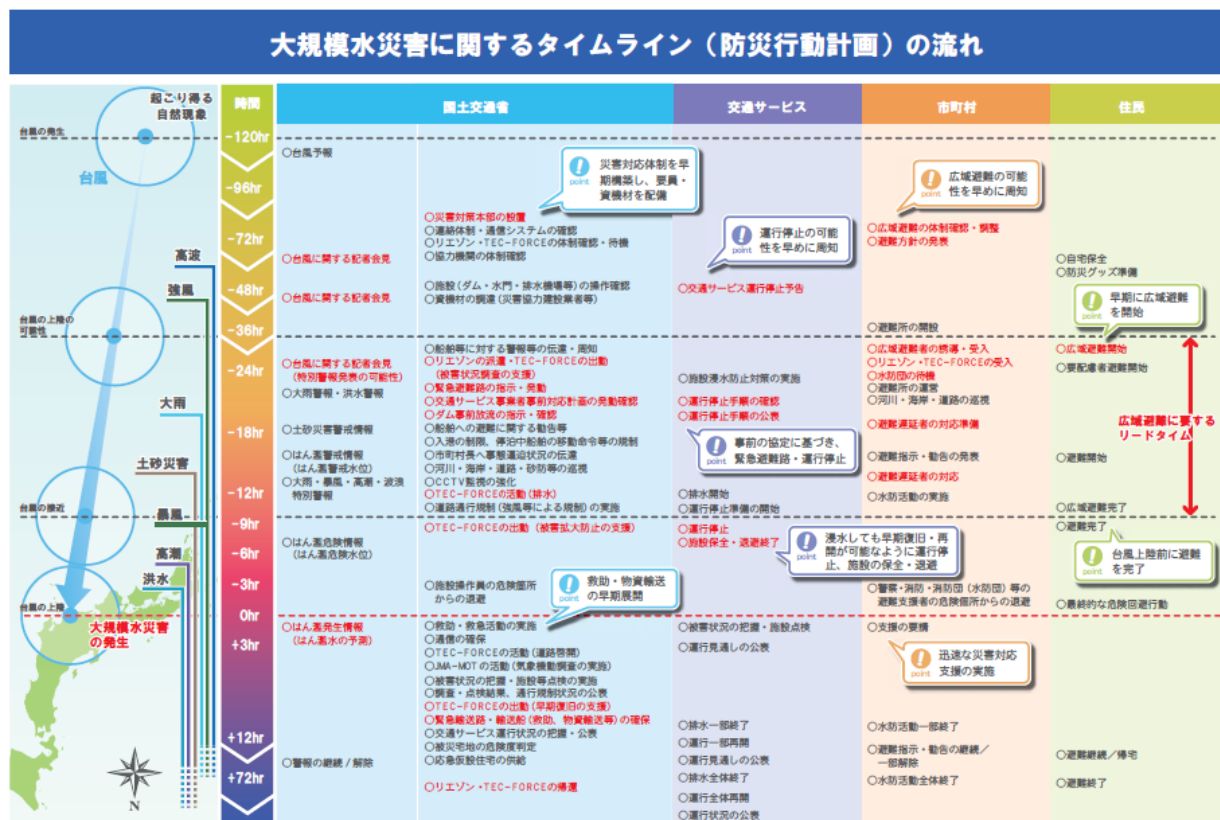 大規模水災害に関するタイムライン（防災行動計画）の流れ
起こり得る
自然現象
台風の発生
台風
高波
強風
台風の上陸の
可能性
大雨
土砂災害
台風の接近
暴風
高潮
洪水
台風の上陸
大規模水災害
の発生
N
時間
-120hr
-96hr
-72hr
-48hr
-36hr
-24hr
-18hr
-12hr
-9hr
-6hr
-3hr
0hr
+3hr
+12hr
+72hr
国土交通省
○台風予報
○台風に関する記者会見
○台風に関する記者会見
○台風に関する記者会見
（特別警報発表の可能性）
○大雨警報・洪水警報
○土砂災害警戒情報
○はん濫警戒情報
（はん濫警戒水位）
○大雨・暴風・高潮・波浪
特別警報
○はん濫危険情報
（はん濫危険水位）
○はん濫発生情報
（はん濫水の予測）
○警報の継続／解除
! point
災害対応体制を早
期構築し、要員・
資機材を配備
○災害対策本部の設置
○連絡体制・通信システムの確認
○リエゾン・TEC-FORCEの体制確認・待機
○協力機関の体制確認
○施設（ダム・水門・排水機場等）の操作確認
○資機材の調達（災害協力建設業者等）
○船舶等に対する警報等の伝達・周知
○リエゾンの派遣・TEC-FORCEの出動
（被害状況調査の支援）
○緊急避難路の指示・発動
○交通サービス事業者事前対応計画の発動確認
○ダム事前放流の指示・確認
○船舶への避難に関する勧告等
○入港の制限、停泊中船舶の移動命令等の規制
○市町村長へ事態逼迫状況の伝達
○河川・海岸・道路・砂防等の巡視
○CCTV監視の強化
○TEC-FORCEの活動（排水）
○道路通行規制（強風等による規制）の実施
○TEC-FORCEの出動（被害拡大防止の支援）
○施設操作員の危険箇所
からの退避
! point
救助・物資輸送
の早期展開
○救助・救急活動の実施
○通信の確保
○TEC-FORCEの活動（道路啓開）
○JMA-MOTの活動（気象機動調査の実施）
○被害状況の把握・施設等点検の実施
○調査・点検結果、通行規制状況の公表
○TEC-FORCEの出動（早期復旧の支援）
○緊急輸送路・輸送船（救助、物資輸送等）の確保
○交通サービス運行状況の把握・公表
○被災宅地の危険度判定
○応急仮設住宅の供給
○リエゾン・TEC-FORCEの帰還
交通サービス
! point
運行停止の可能
性を早めに周知
○交通サービス運行停止予告
○施設浸水防止対策の実施
○運行停止手順の確認
○運行停止手順の公表
! point
事前の協定に基づき、
緊急避難路・運行停止
○排水開始
○運行停止準備の開始
○運行停止
○施設保全・退避終了
! point
浸水しても早期復旧・再
開が可能なように運行停
止、施設の保全・退避
○被害状況の把握・施設点検
○運行見通しの公表
○排水一部終了
○運行一部再開
○運行見通しの公表
○排水全体終了
○運行全体再開
○運行状況の公表
市町村
! point
広域避難の可能
性を早めに周知
○広域避難の体制確認・調整
○避難方針の発表
○避難所の開設
○広域避難者の誘導・受入
○リエゾン・TEC-FORCEの受入
○水防団の待機
○避難所の運営
○河川・海岸・道路の巡視
○避難遅延者の対応準備
○避難指示・勧告の発表
○避難遅延者の対応
○水防活動の実施
○警察・消防・消防団（水防団）等の
避難支援者の危険箇所からの退避
○支援の要請
! point
迅速な災害対応
支援の実施
○水防活動一部終了
○避難指示・勧告の継続／
一部解除
○水防活動全体終了
住民
○自宅保全
○防災グッズ準備
! point
早期に広域避難
を開始
○広域避難開始
○要配慮者避難開始
広域避難に要する
リードタイム
○避難開始
○広域避難完了
○避難完了
! point
台風上陸前に避難
を完了
○最終的な危険回避行動
○避難継続／帰宅
○避難終了